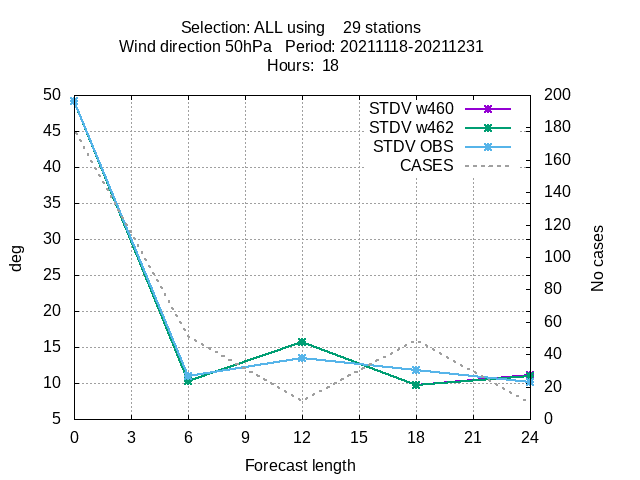 Selection: ALL using    29 stations
Wind direction 50hPa   Period: 20211118-20211231
Hours:  18
STDV w460
STDV w462
STDV OBS
CASES
50
45
40
35
30
25
20
15
10
5
deg
200
180
160
140
120
100
80
60
40
20
0
No cases
0 3 6 9 12 15 18 21 24
Forecast length